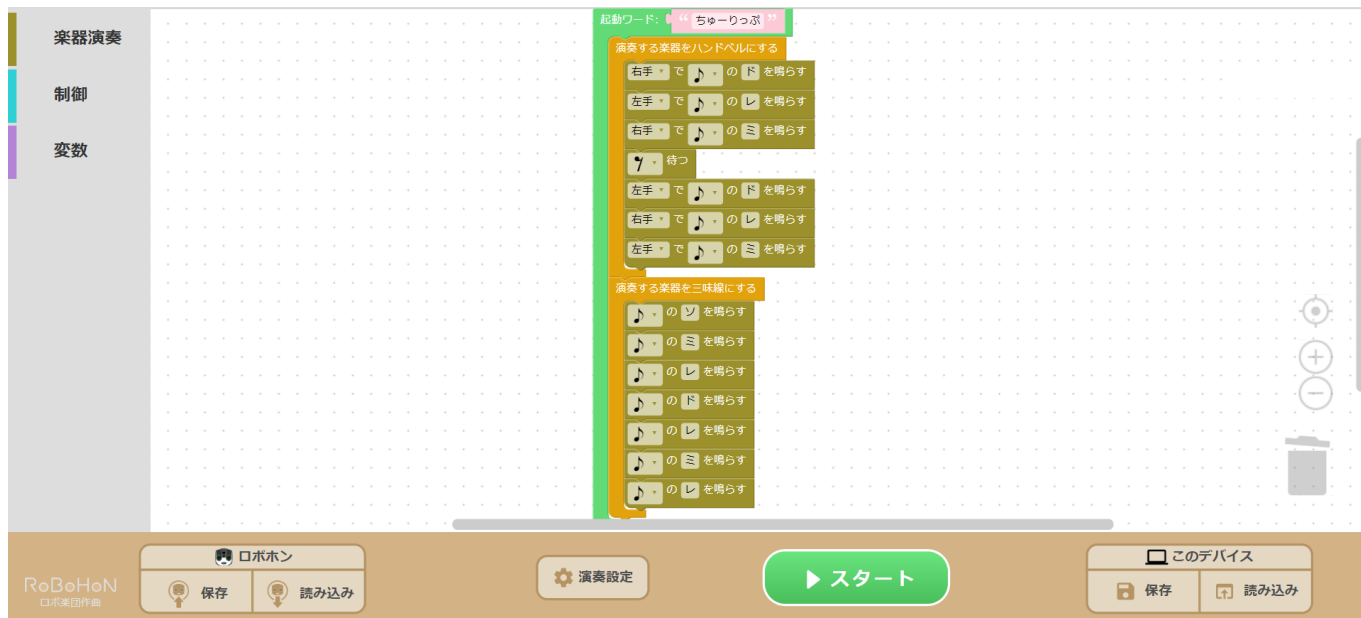 楽器演奏
制御
変数
起動ワード: “ ちゅーりっぷ ”
演奏する楽器をハンドベルにする
右手 で ♪ の ド を鳴らす
左手 で ♪ の レ を鳴らす
右手 で ♪ の ミ を鳴らす
待つ
左手 で ♪ の ド を鳴らす
右手 で ♪ の レ を鳴らす
左手 で ♪ の ミ を鳴らす
演奏する楽器を三味線にする
♪ の ソ を鳴らす
♪ の ミ を鳴らす
♪ の レ を鳴らす
♪ の ド を鳴らす
♪ の レ を鳴らす
♪ の ミ を鳴らす
♪ の レ を鳴らす
RoBoHoN
ロボ楽団作曲
ロボホン
保存 読み込み
演奏設定
スタート
このデバイス
保存 読み込み